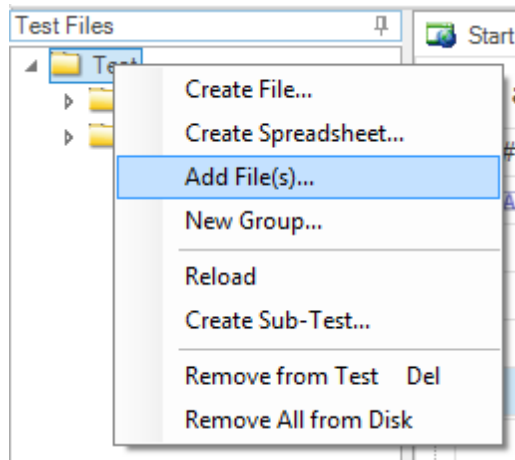 Test Files
Start
Test
Create File...
Create Spreadsheet...
Add File(s)...
New Group...
Reload
Create Sub-Test...
Remove from Test Del
Remove All from Disk